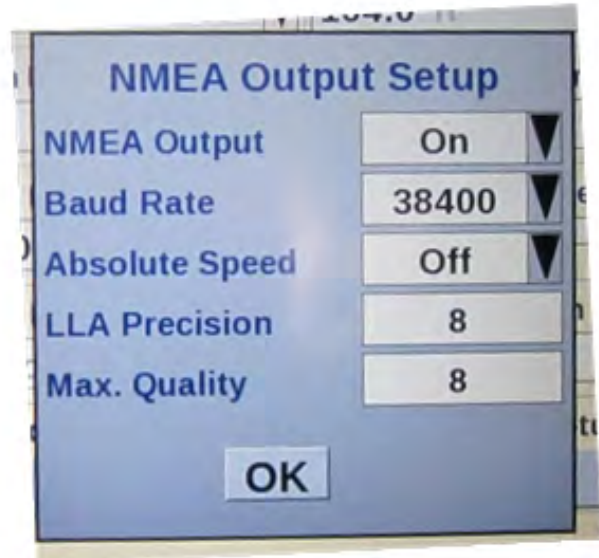 NMEA Output Setup
NMEA Output On
Baud Rate 38400
Absolute Speed Off
LLA Precision 8
Max. Quality 8
OK